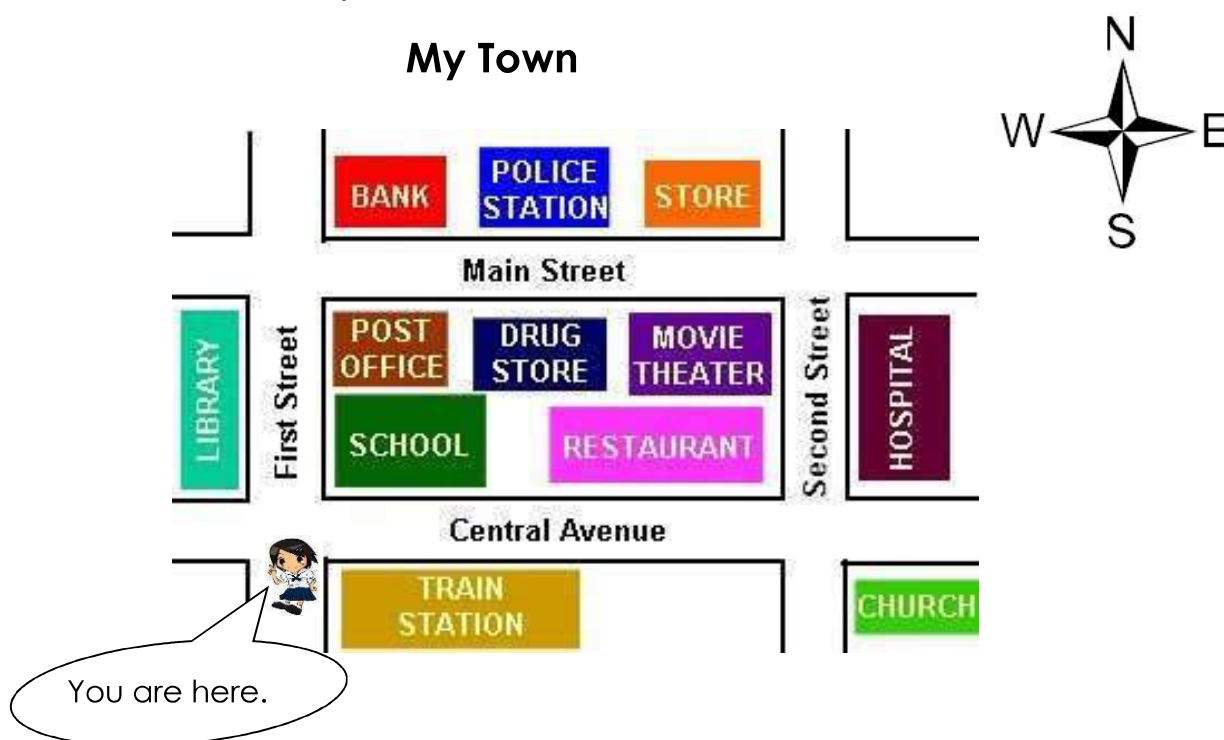 My Town
N
W
E
S
BANK
POLICE
STATION
STORE
Main Street
LIBRARY
First Street
POST
OFFICE
DRUG
STORE
MOVIE
THEATER
SCHOOL
RESTAURANT
Second Street
HOSPITAL
Central Avenue
TRAIN
STATION
CHURCH
You are here.